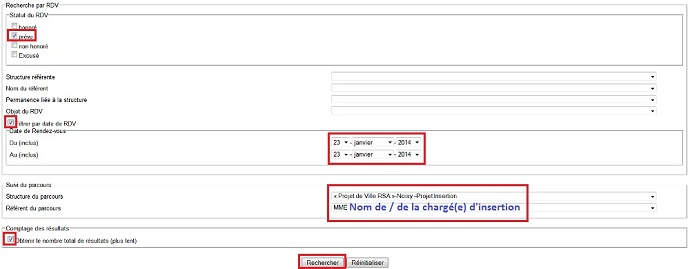 Recherche par RDV
Statut du RDV
honoré
prévu
non honoré
Excusé
Structure référente
Nom du référent
Permanence liée à la structure
Objet du RDV
Filtrer par date de RDV
Date de Rendez-vous
Du (inclus) 23 - janvier - 2014
Au (inclus) 23 - janvier - 2014
Suivi du parcours
Structure du parcours « Projet de Ville RSA »-Noisy -Projet Insertion
Référent du parcours MME Nom de / de la chargé(e) d'insertion
Comptage des résultats
Obtenir le nombre total de résultats (plus lent)
Rechercher Réinitialiser